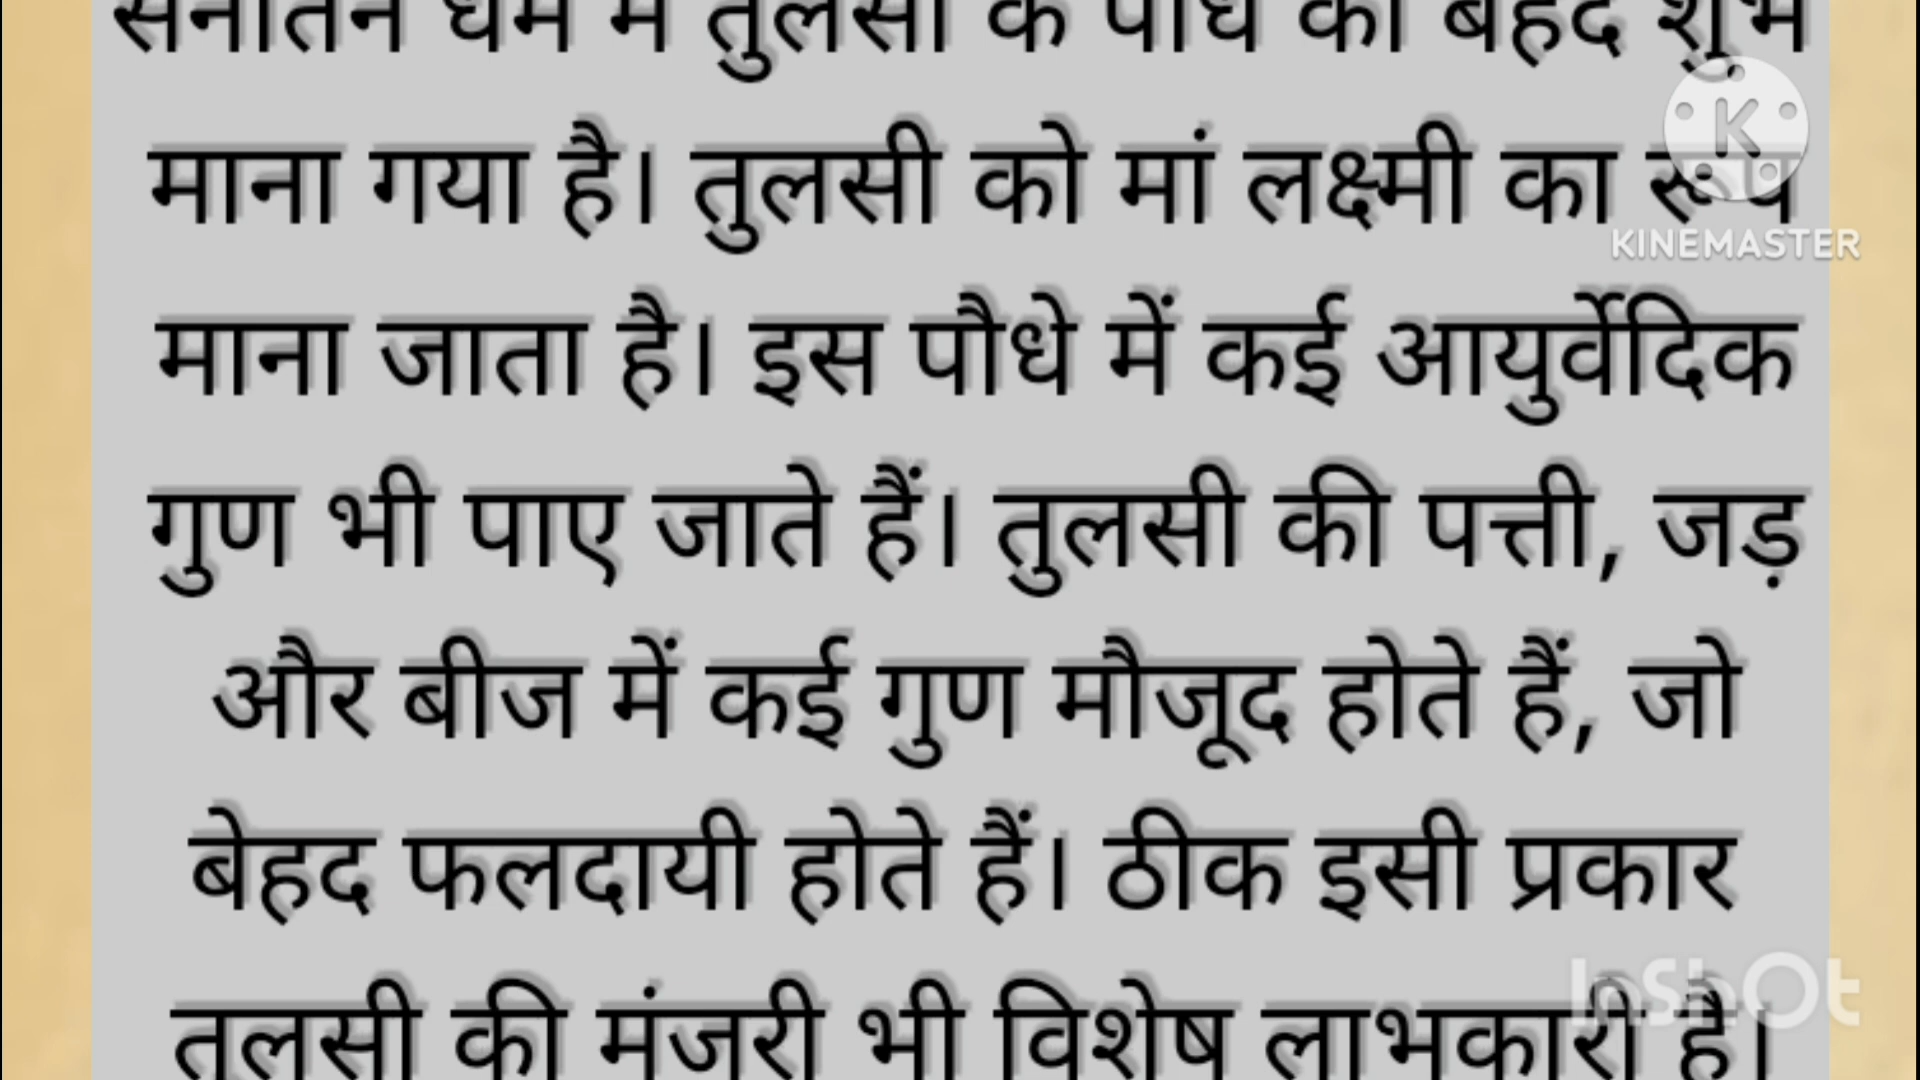 सनातन धर्म में तुलसी के पौधे को बेहद शुभ
माना गया है। तुलसी को मां लक्ष्मी का रूप
KINEMASTER
माना जाता है। इस पौधे में कई आयुर्वेदिक
गुण भी पाए जाते हैं। तुलसी की पत्ती, जड़
और बीज में कई गुण मौजूद होते हैं, जो
बेहद फलदायी होते हैं। ठीक इसी प्रकार
तुलसी की मंजरी भी विशेष लाभकारी है।
InShOt